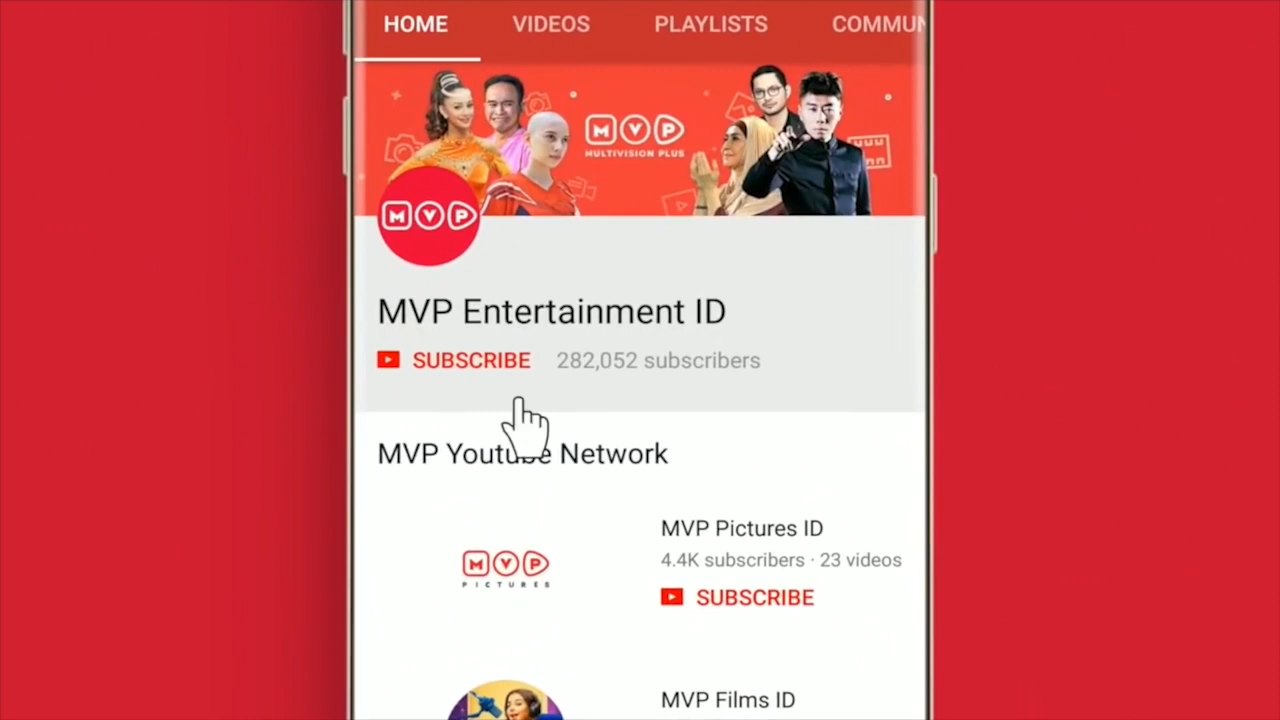 HOME VIDEOS PLAYLISTS COMMUN
MVP
MULTIVISION PLUS
MVP
MVP Entertainment ID
SUBSCRIBE 282,052 subscribers
MVP Youtube Network
MVP Pictures ID
4.4K subscribers · 23 videos
MVP
PICTURES
SUBSCRIBE
MVP Films ID